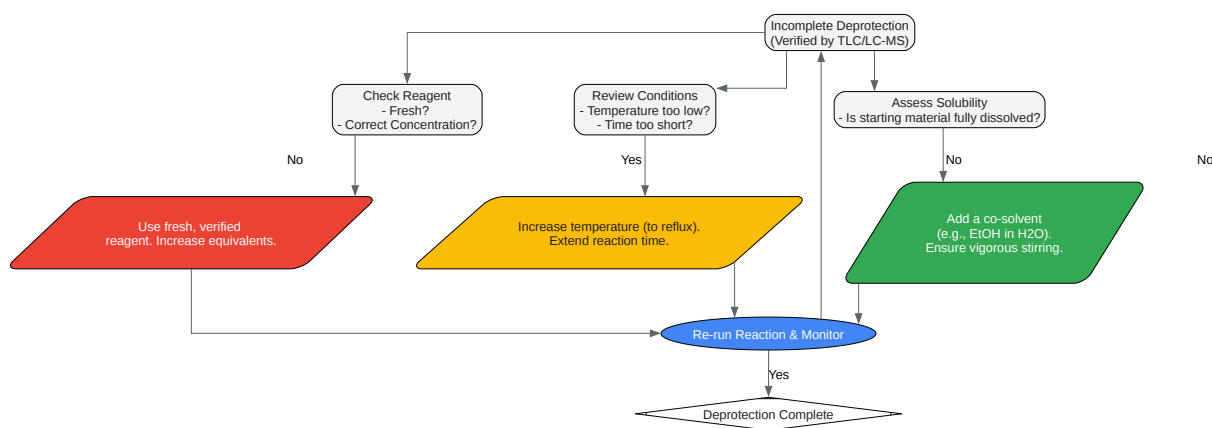 Incomplete Deprotection
(Verified by TLC/LC-MS)
Check Reagent
- Fresh?
- Correct Concentration?
Review Conditions
- Temperature too low?
- Time too short?
Assess Solubility
- Is starting material fully dissolved?
No
Yes
No
No
Use fresh, verified
reagent. Increase equivalents.
Increase temperature (to reflux).
Extend reaction time.
Add a co-solvent
(e.g., EtOH in H2O).
Ensure vigorous stirring.
Re-run Reaction & Monitor
Yes
Deprotection Complete